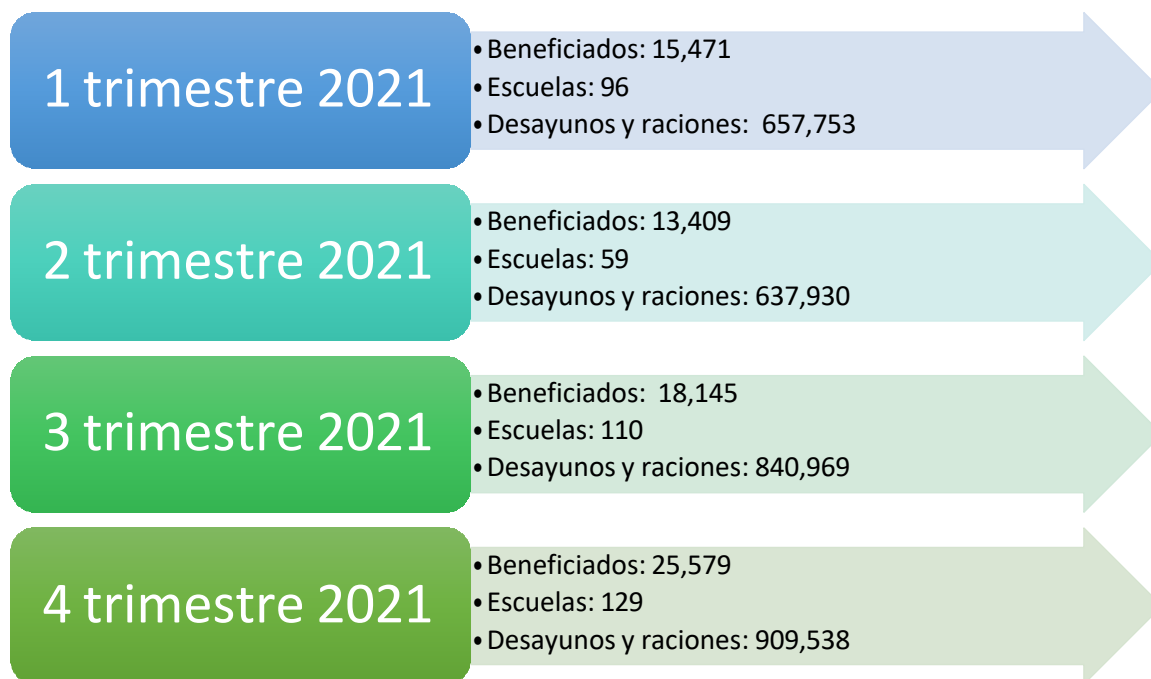 1 trimestre 2021
• Beneficiados: 15,471
• Escuelas: 96
• Desayunos y raciones:  657,753
2 trimestre 2021
• Beneficiados: 13,409
• Escuelas: 59
• Desayunos y raciones: 637,930
3 trimestre 2021
• Beneficiados:  18,145
• Escuelas: 110
• Desayunos y raciones: 840,969
4 trimestre 2021
• Beneficiados: 25,579
• Escuelas: 129
• Desayunos y raciones: 909,538